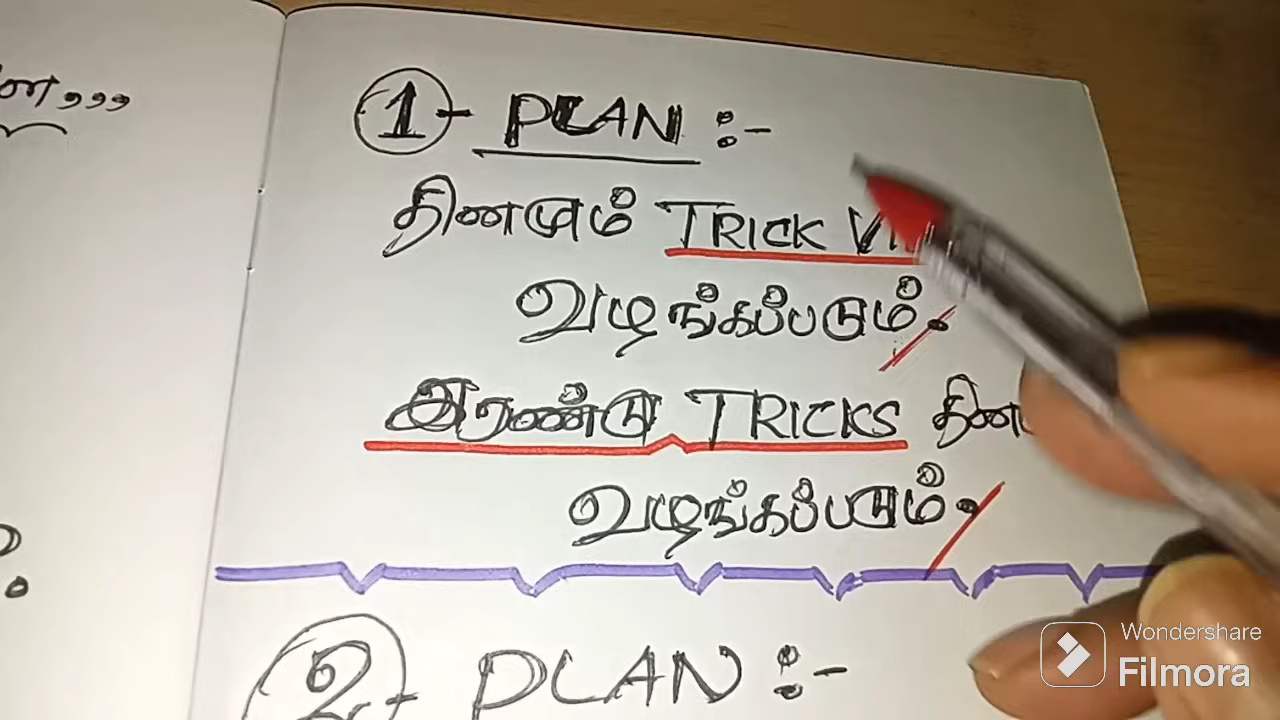 1 - PLAN :-
தினமும் TRICK
வழங்கப்படும்.
இரண்டு TRICKS
வழங்கப்படும்.
2 - PLAN :-
Wondershare
Filmora